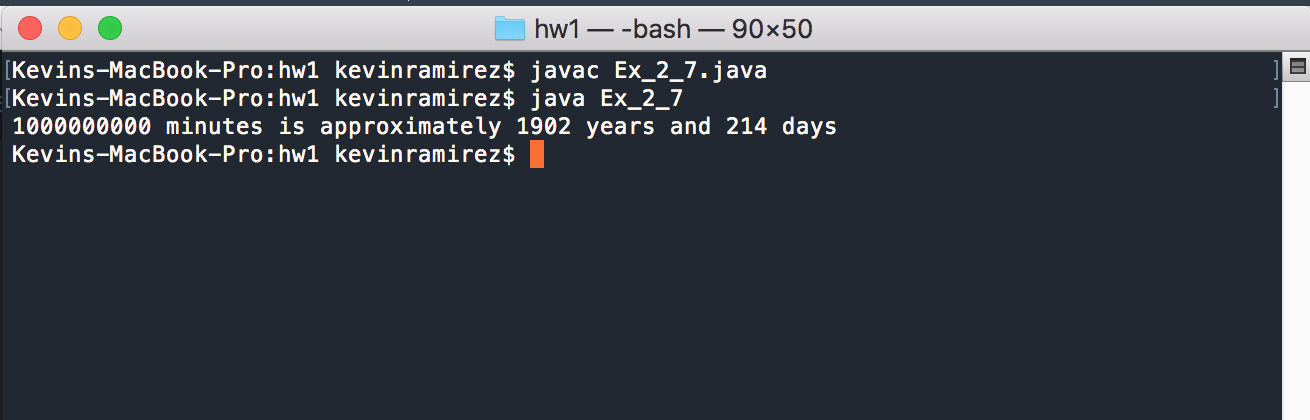 hw1 — -bash — 90×50
[Kevins-MacBook-Pro:hw1 kevinramirez$ javac Ex_2_7.java ]
[Kevins-MacBook-Pro:hw1 kevinramirez$ java Ex_2_7 ]
1000000000 minutes is approximately 1902 years and 214 days
Kevins-MacBook-Pro:hw1 kevinramirez$